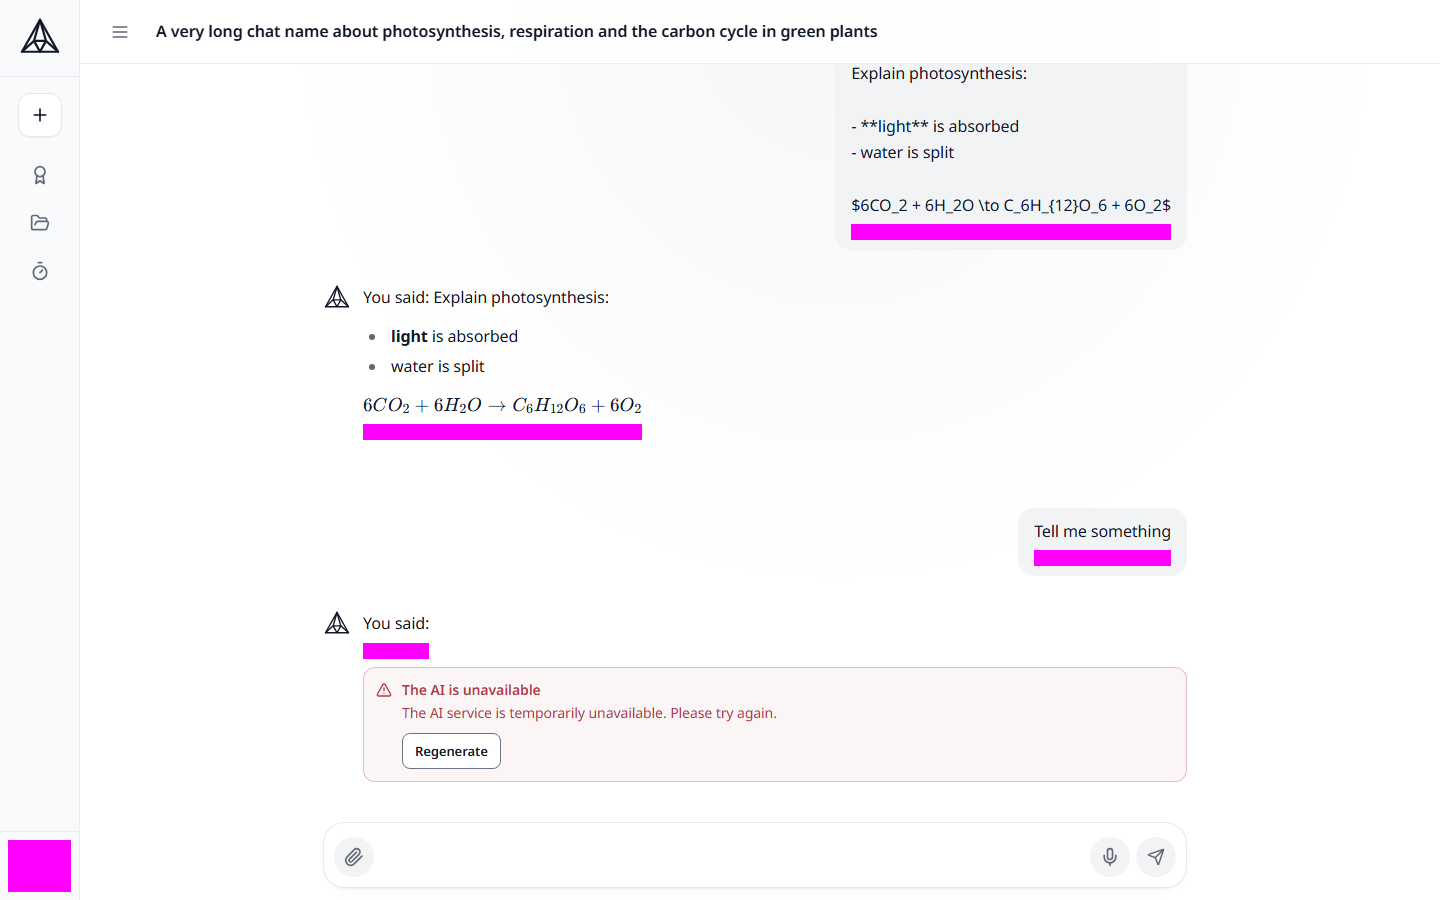 A very long chat name about photosynthesis, respiration and the carbon cycle in green plants
Explain photosynthesis:
- **light** is absorbed
- water is split
$6CO_2 + 6H_2O \to C_6H_{12}O_6 + 6O_2$
You said: Explain photosynthesis:
• light is absorbed
• water is split
6CO₂ + 6H₂O → C₆H₁₂O₆ + 6O₂
Tell me something
You said:
The AI is unavailable
The AI service is temporarily unavailable. Please try again.
Regenerate